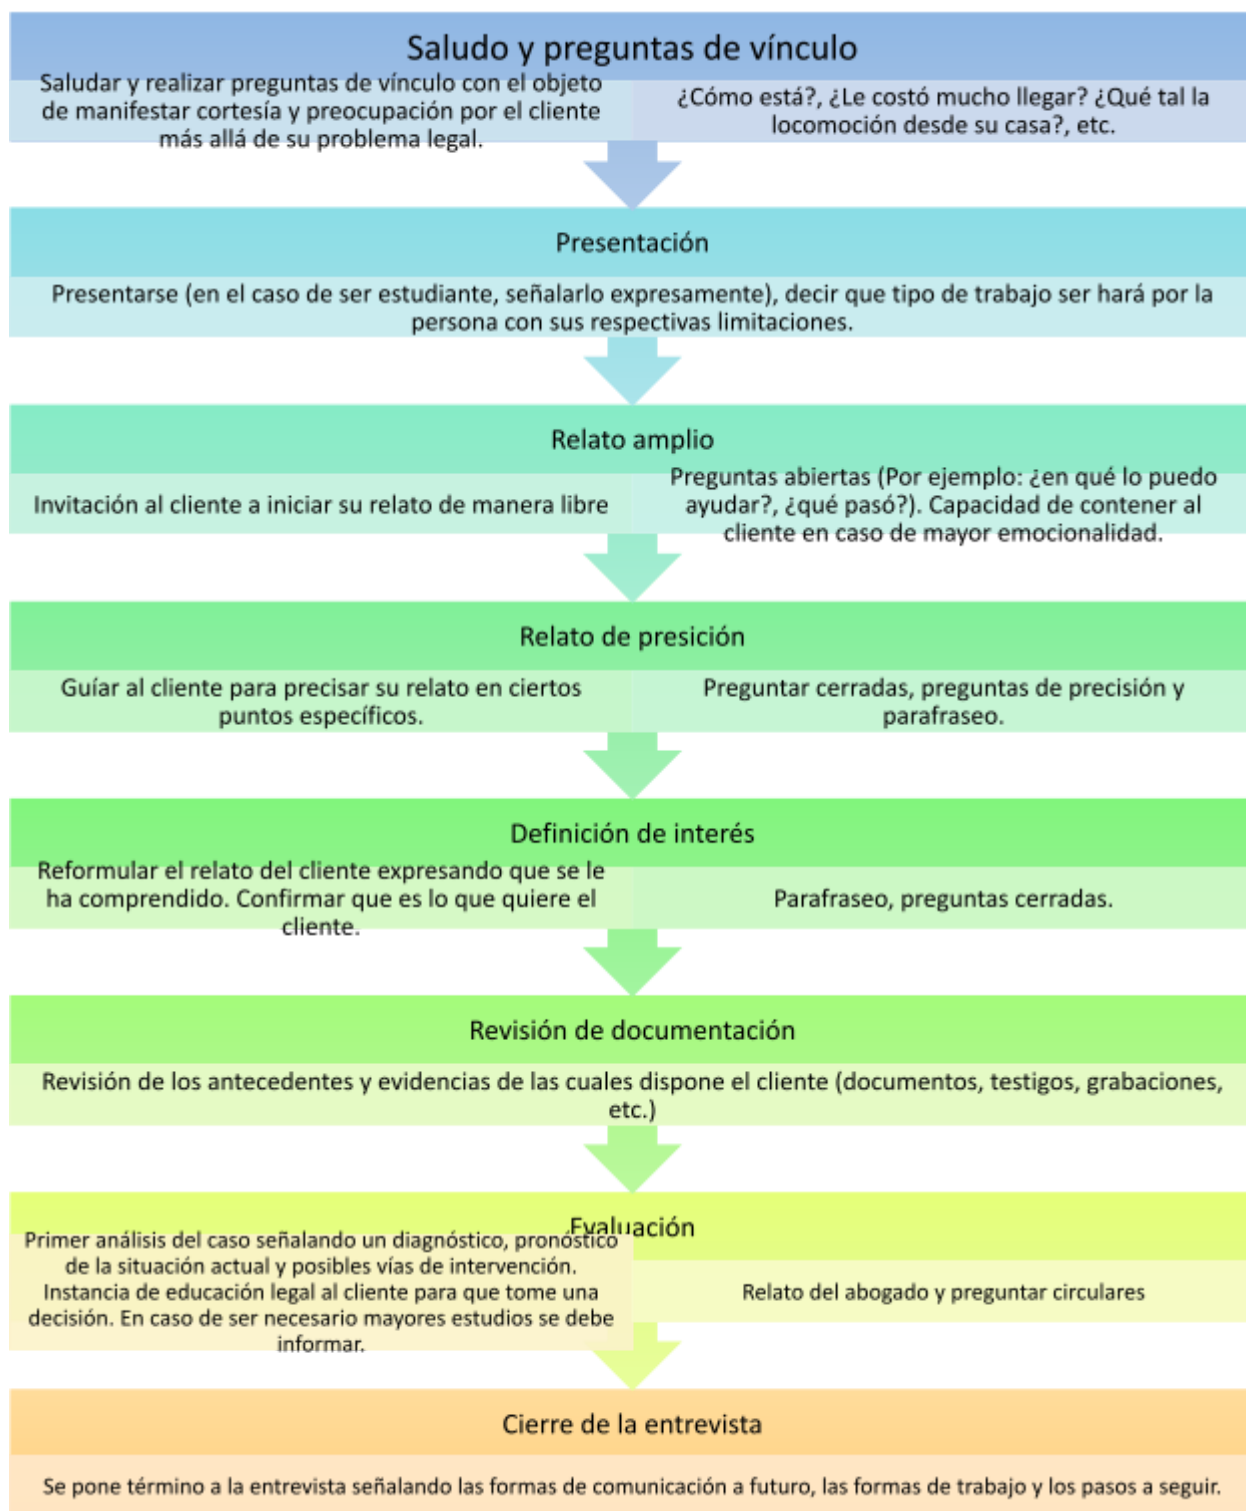 Saludo y preguntas de vínculo
Saludar y realizar preguntas de vínculo con el objeto
de manifestar cortesía y preocupación por el cliente
más allá de su problema legal.
¿Cómo está?, ¿Le costó mucho llegar? ¿Qué tal la
locomoción desde su casa?, etc.
Presentación
Presentarse (en el caso de ser estudiante, señalarlo expresamente), decir que tipo de trabajo ser hará por la
persona con sus respectivas limitaciones.
Relato amplio
Invitación al cliente a iniciar su relato de manera libre
Preguntas abiertas (Por ejemplo: ¿en qué lo puedo
ayudar?, ¿qué pasó?). Capacidad de contener al
cliente en caso de mayor emocionalidad.
Relato de presición
Guíar al cliente para precisar su relato en ciertos
puntos específicos.
Preguntar cerradas, preguntas de precisión y
parafraseo.
Definición de interés
Reformular el relato del cliente expresando que se le
ha comprendido. Confirmar que es lo que quiere el
cliente.
Parafraseo, preguntas cerradas.
Revisión de documentación
Revisión de los antecedentes y evidencias de las cuales dispone el cliente (documentos, testigos, grabaciones,
etc.)
Evaluación
Primer análisis del caso señalando un diagnóstico, pronóstico
de la situación actual y posibles vías de intervención.
Instancia de educación legal al cliente para que tome una
decisión. En caso de ser necesario mayores estudios se debe
informar.
Relato del abogado y preguntar circulares
Cierre de la entrevista
Se pone término a la entrevista señalando las formas de comunicación a futuro, las formas de trabajo y los pasos a seguir.